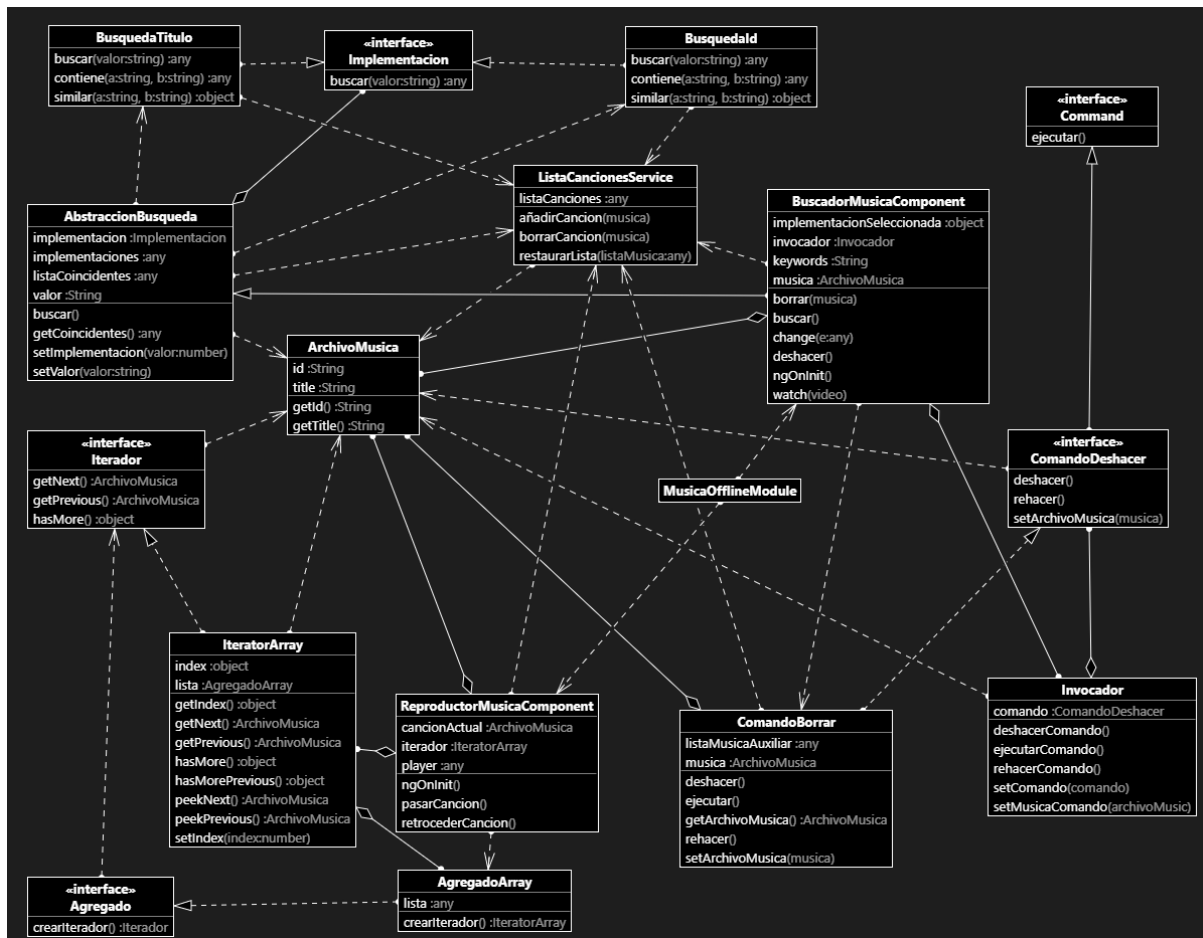 BusquedaTitulo
buscar(valor:string) :any
contiene(a:string, b:string) :any
similar(a:string, b:string) :object
«interface»
Implementacion
buscar(valor:string) :any
BusquedaId
buscar(valor:string) :any
contiene(a:string, b:string) :any
similar(a:string, b:string) :object
«interface»
Command
ejecutar()
ListaCancionesService
listaCanciones :any
añadirCancion(musica)
borrarCancion(musica)
restaurarLista(listaMusica:any)
BuscadorMusicaComponent
implementacionSeleccionada :object
invocador :Invocador
keywords :String
musica :ArchivoMusica
borrar(musica)
buscar()
change(e:any)
deshacer()
ngOnInit()
watch(video)
AbstraccionBusqueda
implementacion :Implementacion
implementaciones :any
listaCoincidentes :any
valor :String
buscar()
getCoincidentes() :any
setImplementacion(valor:number)
setValor(valor:string)
ArchivoMusica
id :String
title :String
getId() :String
getTitle() :String
«interface»
Iterador
getNext() :ArchivoMusica
getPrevious() :ArchivoMusica
hasMore() :object
«interface»
ComandoDeshacer
deshacer()
rehacer()
setArchivoMusica(musica)
MusicaOfflineModule
IteratorArray
index :object
lista :AgregadoArray
getIndex() :object
getNext() :ArchivoMusica
getPrevious() :ArchivoMusica
hasMore() :object
hasMorePrevious() :object
peekNext() :ArchivoMusica
peekPrevious() :ArchivoMusica
setIndex(index:number)
ReproductorMusicaComponent
cancionActual :ArchivoMusica
iterador :IteratorArray
player :any
ngOnInit()
pasarCancion()
retrocederCancion()
ComandoBorrar
listaMusicaAuxiliar :any
musica :ArchivoMusica
deshacer()
ejecutar()
getArchivoMusica() :ArchivoMusica
rehacer()
setArchivoMusica(musica)
Invocador
comando :ComandoDeshacer
deshacerComando()
ejecutarComando()
rehacerComando()
setComando(comando)
setMusicaComando(archivoMusic)
«interface»
Agregado
crearIterador() :Iterador
AgregadoArray
lista :any
crearIterador() :IteratorArray